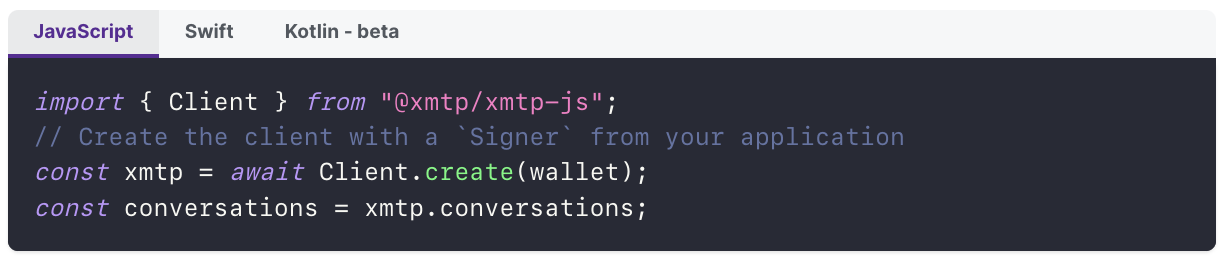 JavaScript Swift Kotlin - beta
import { Client } from "@xmtp/xmtp-js";
// Create the client with a `Signer` from your application
const xmtp = await Client.create(wallet);
const conversations = xmtp.conversations;